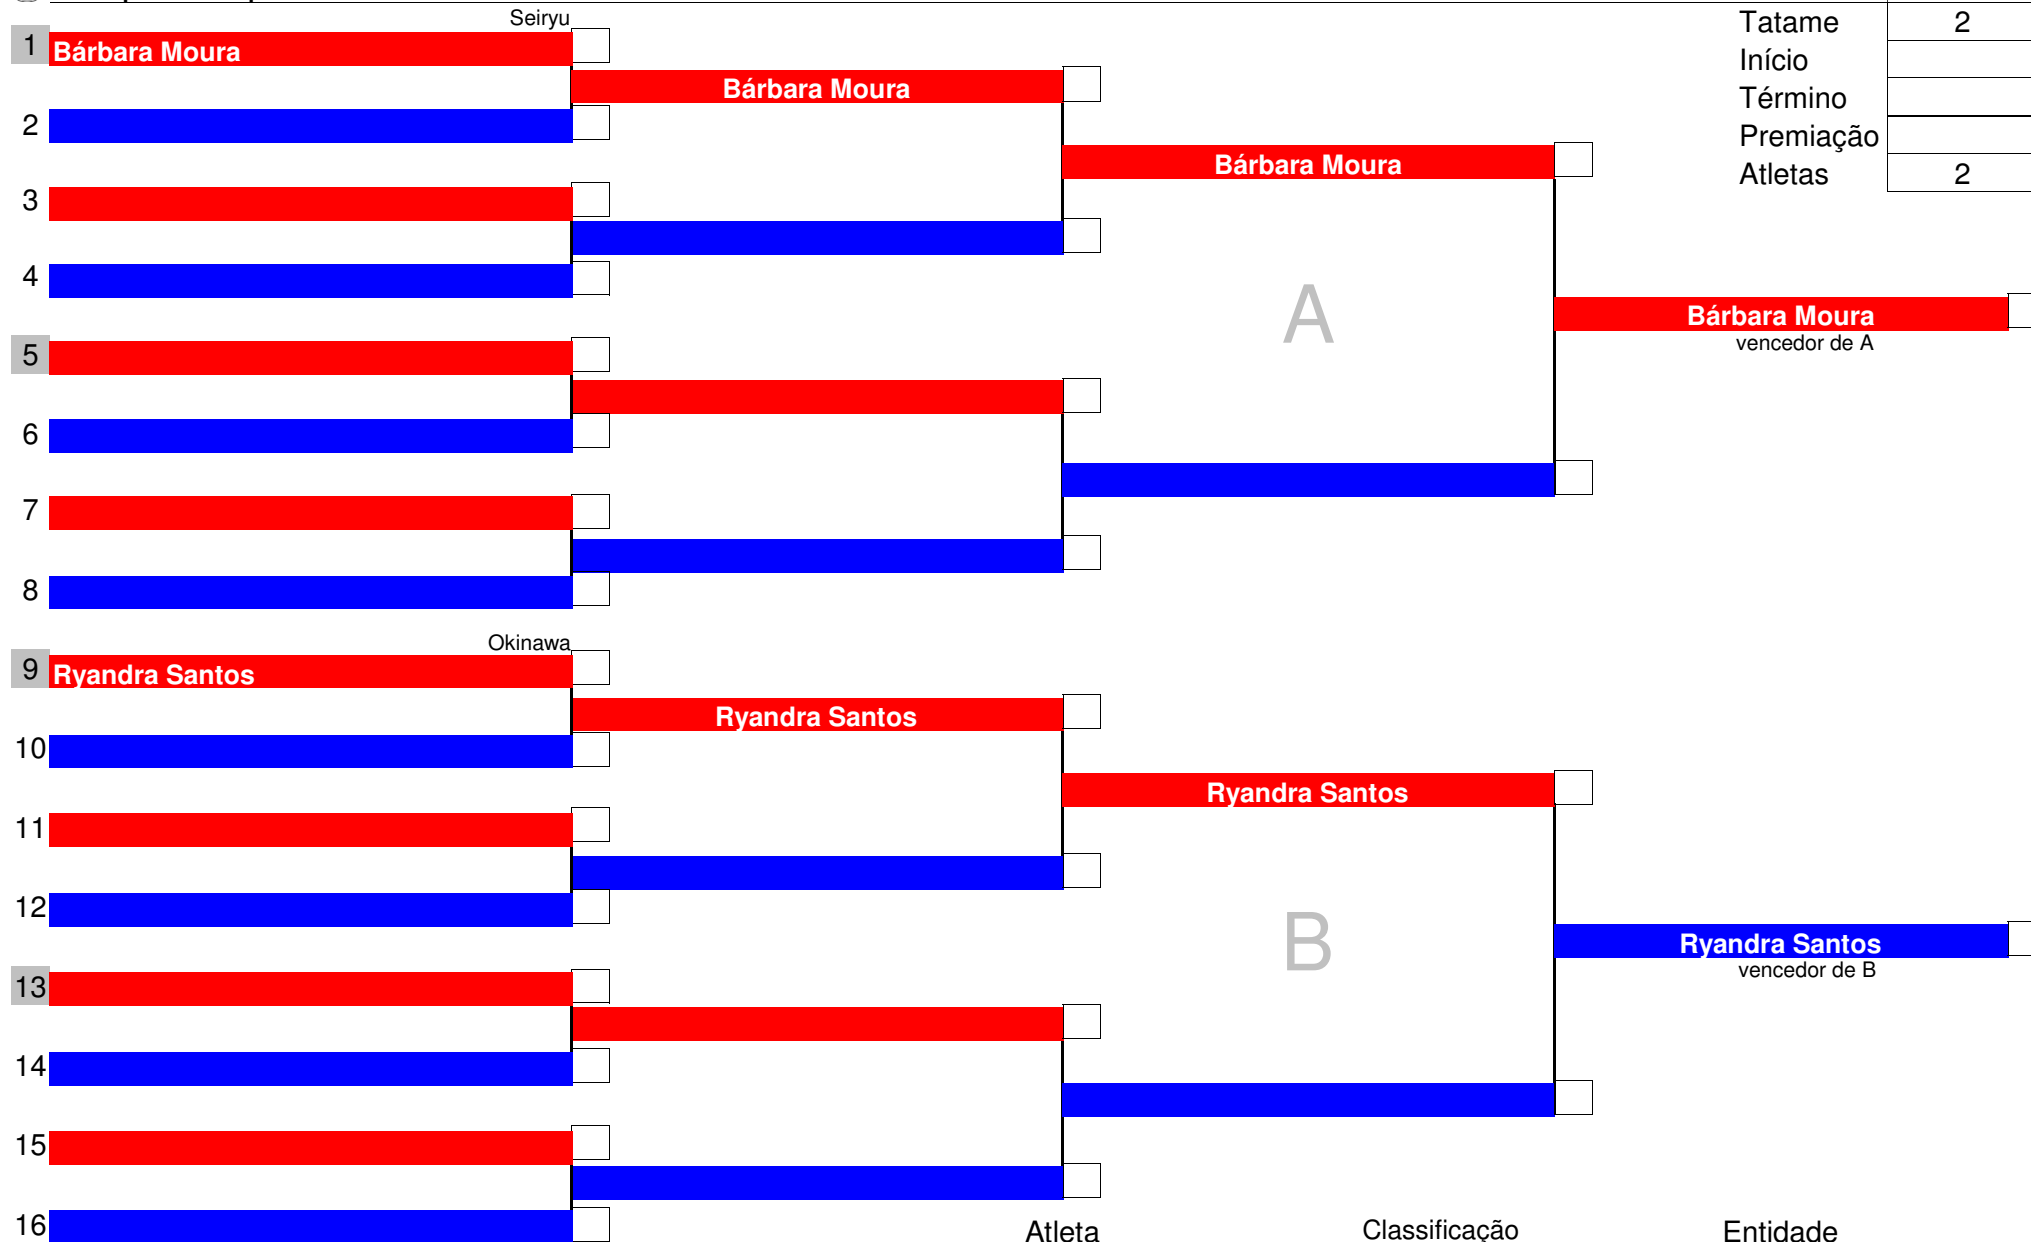 Seiryu
Tatame 2
1 Bárbara Moura
Início
Bárbara Moura
Término
2
Premiação
Bárbara Moura
Atletas 2
3
4
A
Bárbara Moura
vencedor de A
5
6
7
8
Okinawa
9 Ryandra Santos
Ryandra Santos
10
Ryandra Santos
11
12
B
Ryandra Santos
vencedor de B
13
14
15
16
Atleta Classificação Entidade